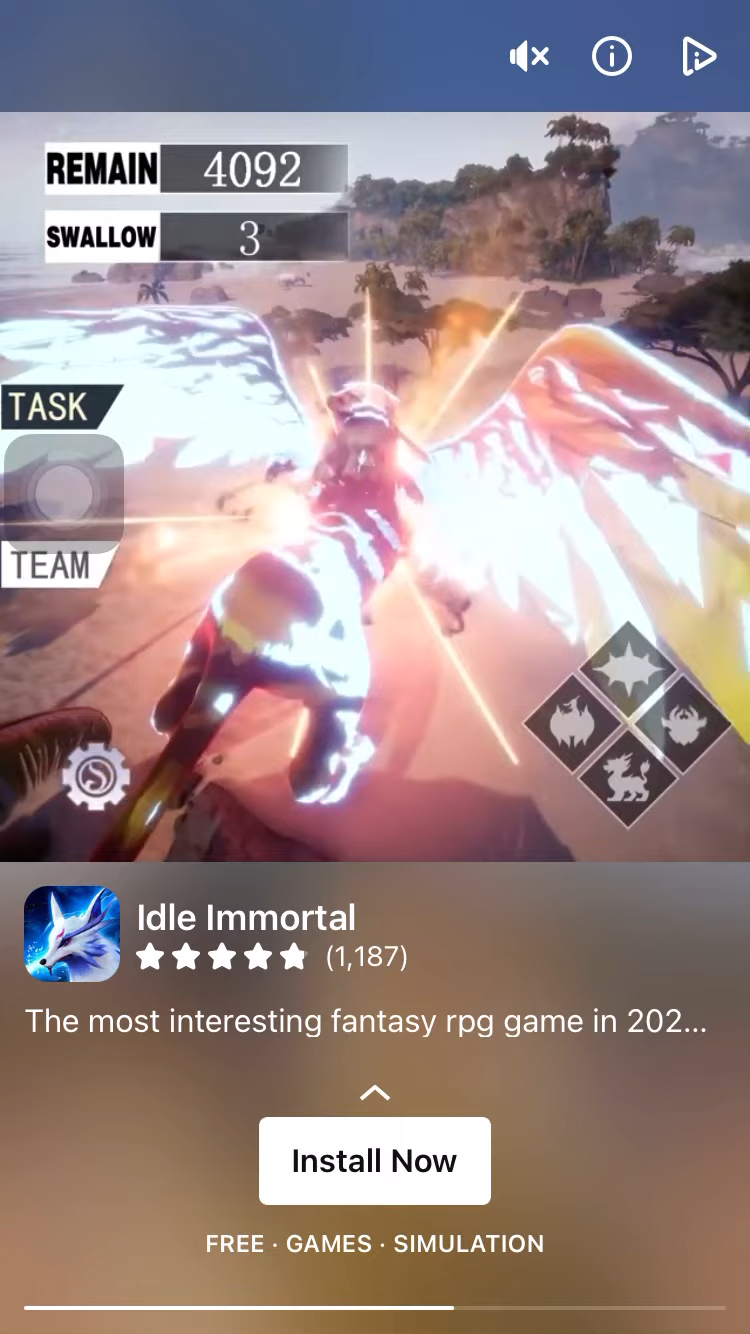 REMAIN 4092
SWALLOW 3
TASK
TEAM
Idle Immortal
(1,187)
The most interesting fantasy rpg game in 202...
Install Now
FREE · GAMES · SIMULATION